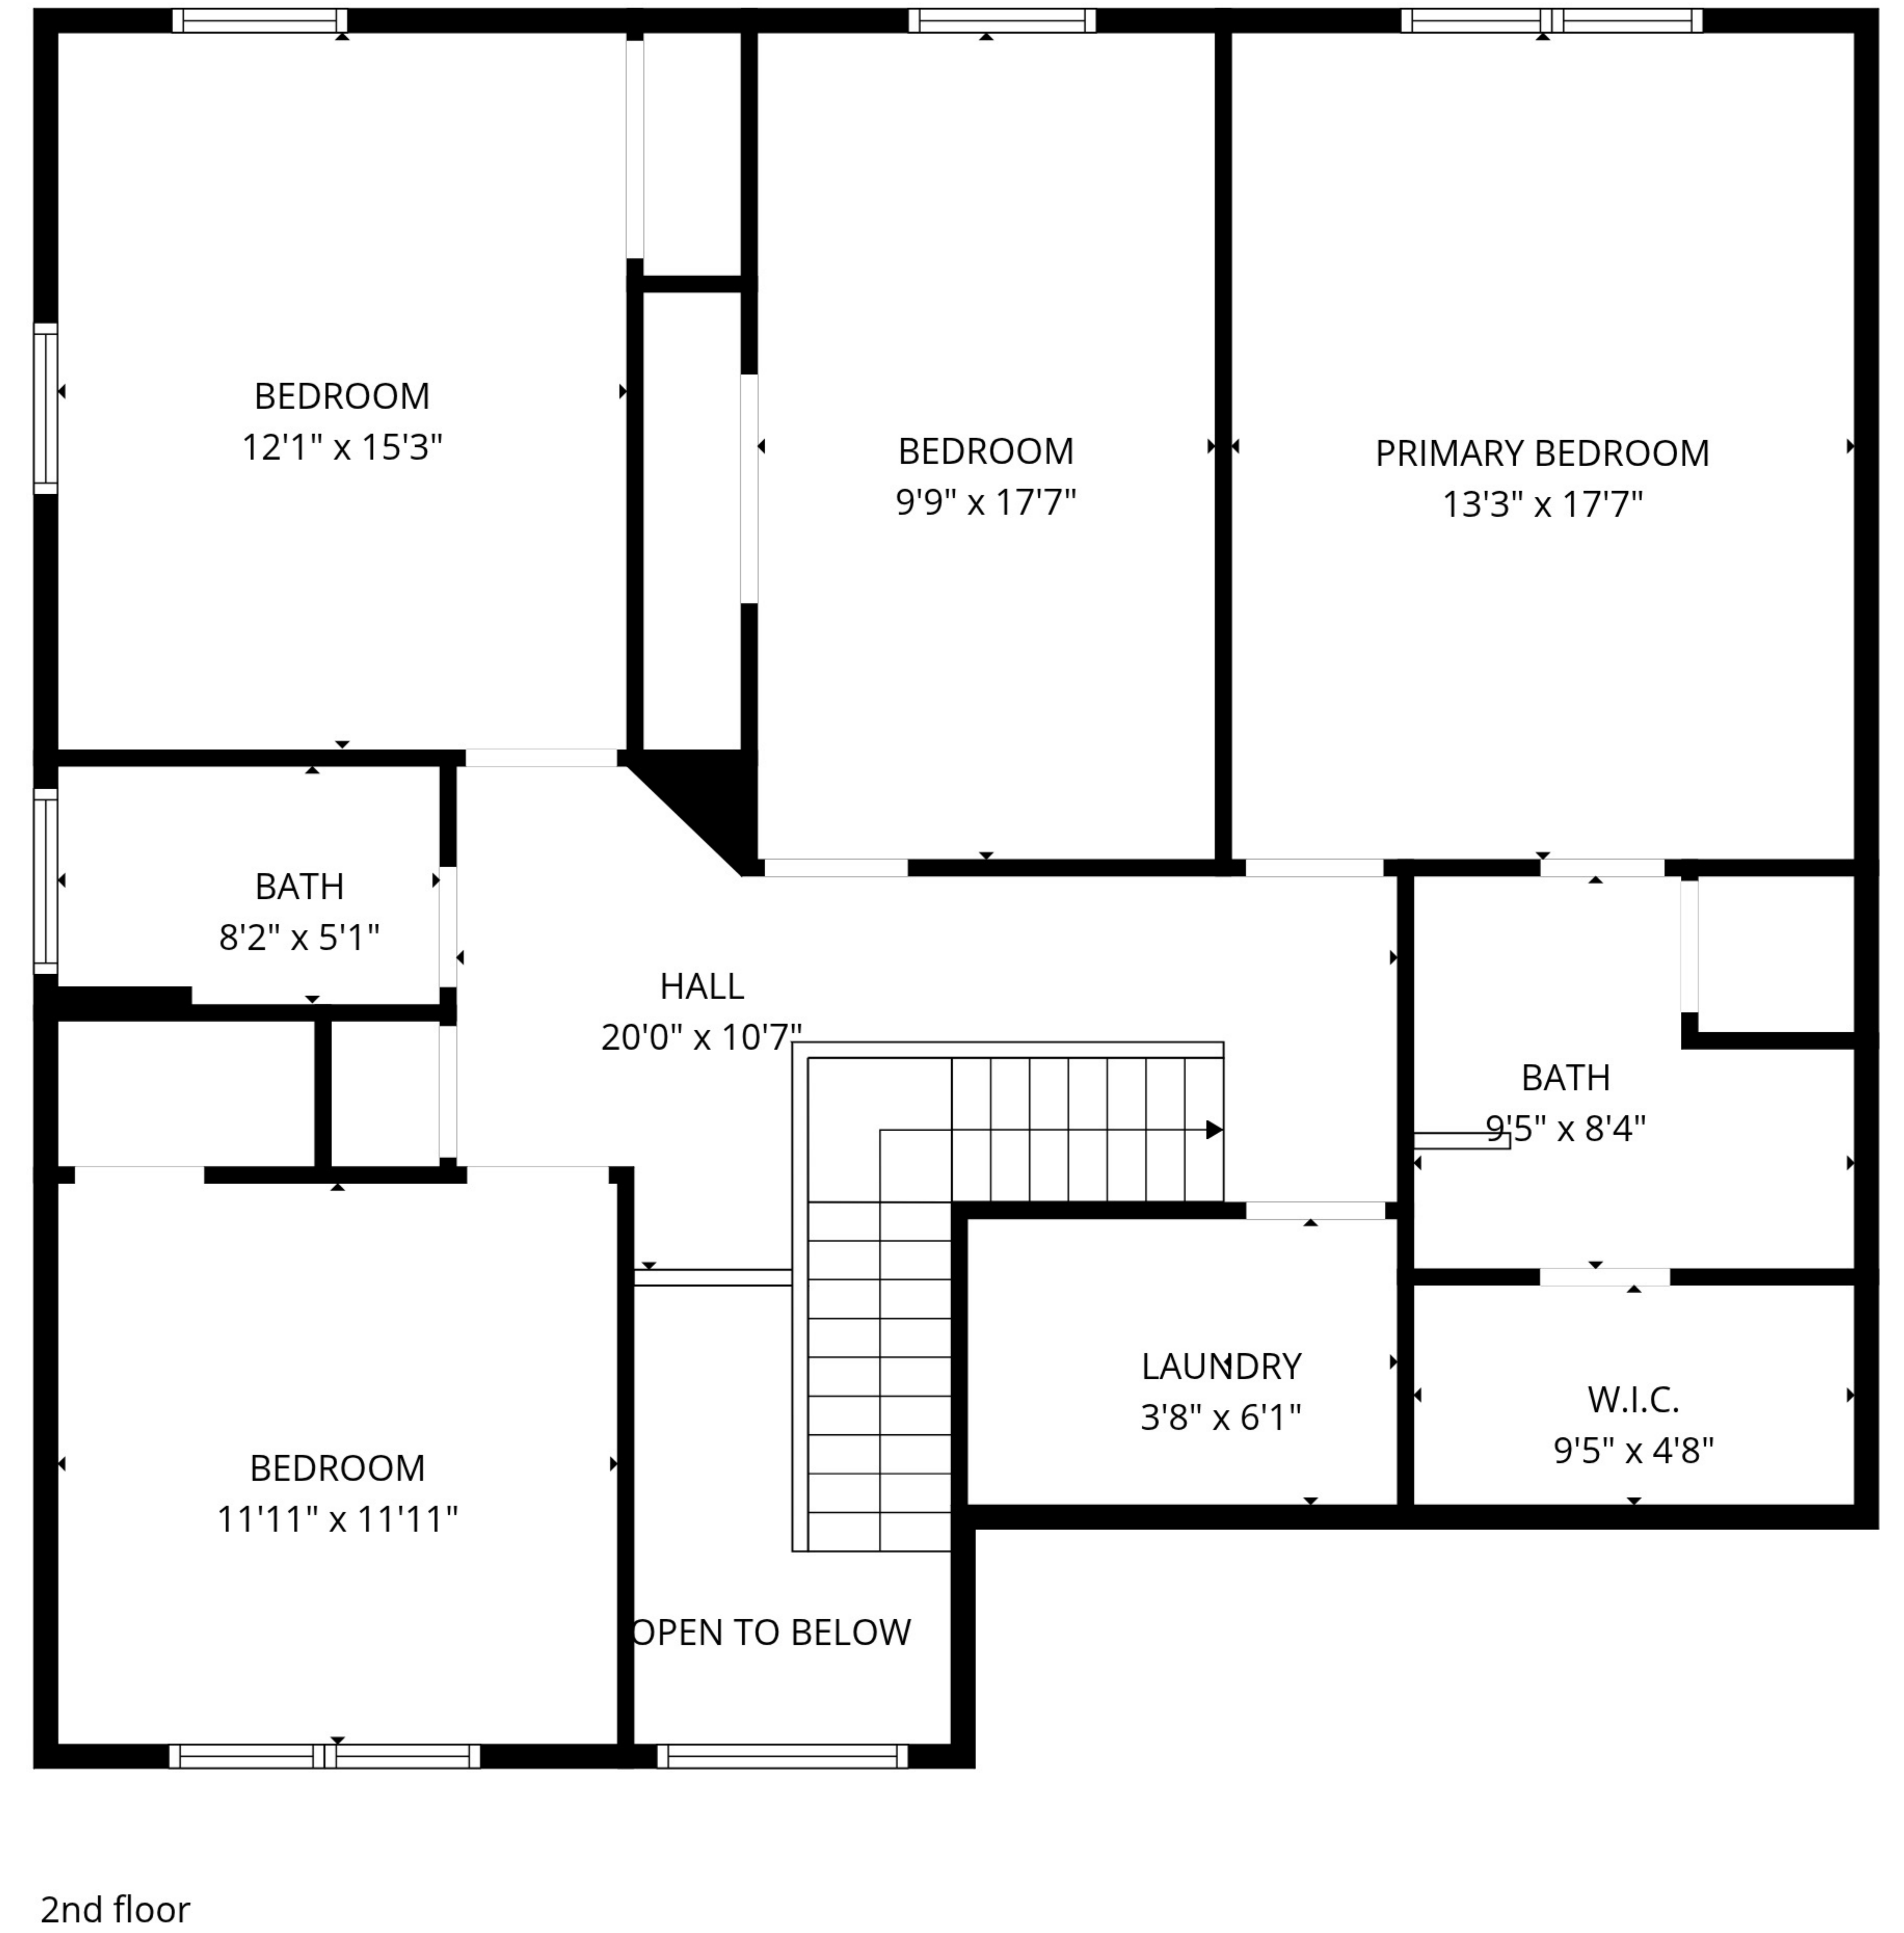 BEDROOM
12'1" x 15'3"
BEDROOM
9'9" x 17'7"
PRIMARY BEDROOM
13'3" x 17'7"
BATH
8'2" x 5'1"
HALL
20'0" x 10'7"
BATH
9'5" x 8'4"
LAUNDRY
3'8" x 6'1"
W.I.C.
9'5" x 4'8"
BEDROOM
11'11" x 11'11"
OPEN TO BELOW
2nd floor